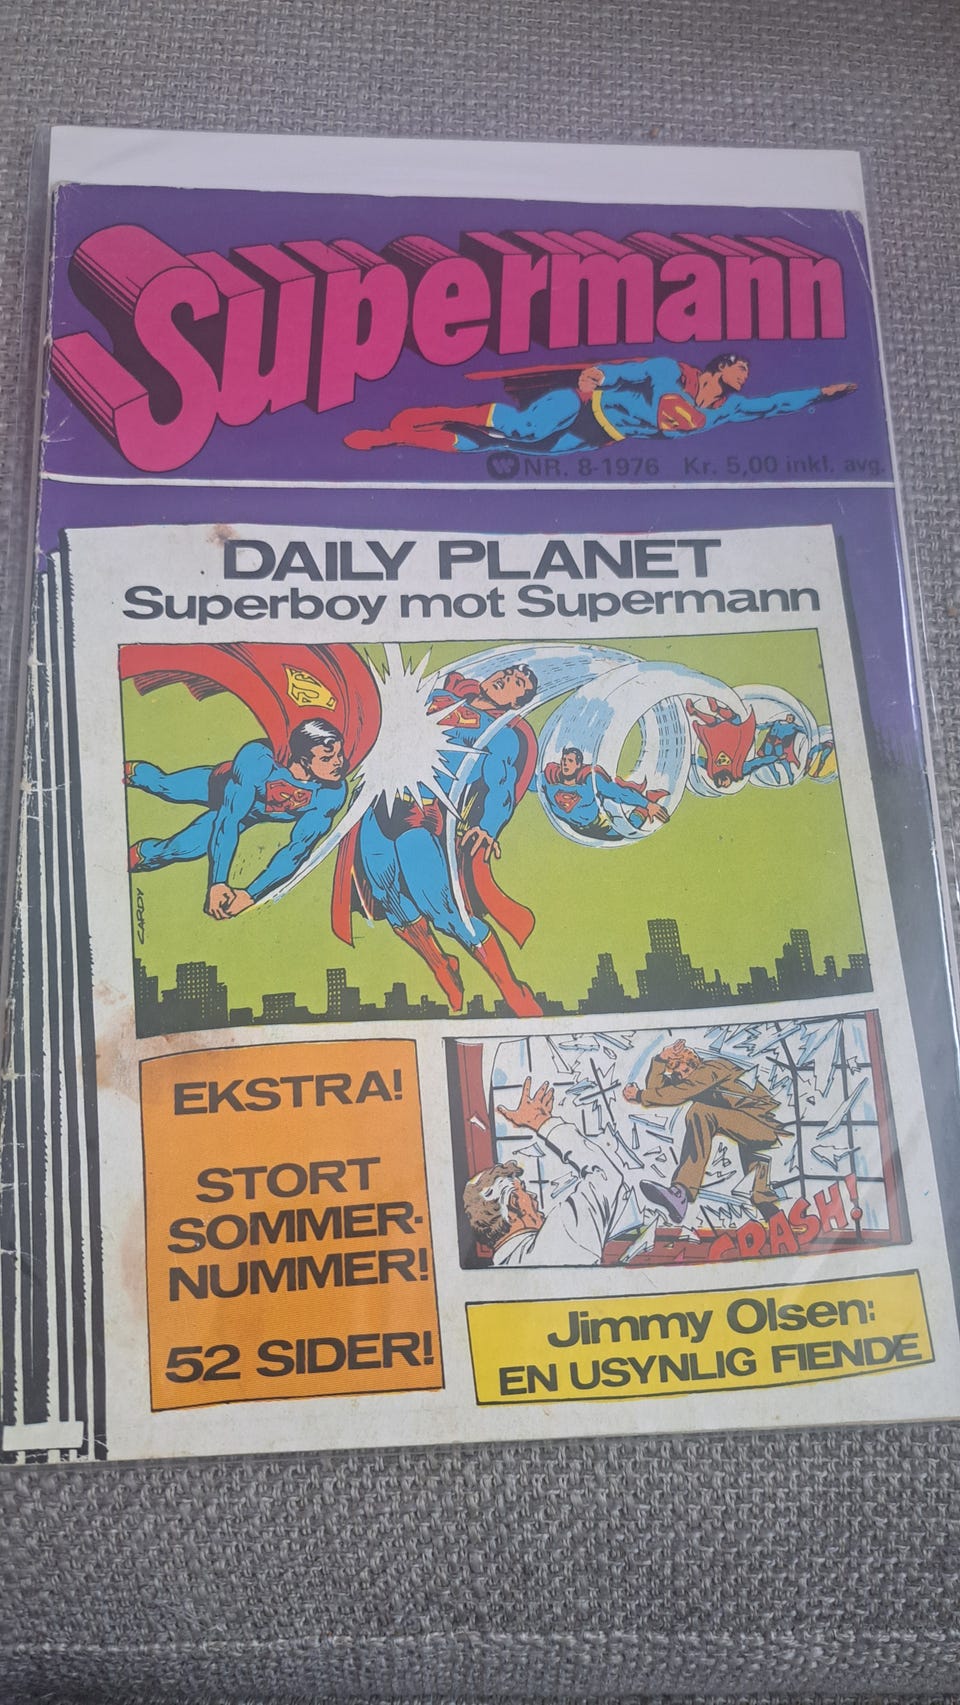 Supermann
W NR. 8-1976 Kr. 5,00 inkl. avg.
DAILY PLANET
Superboy mot Supermann
EKSTRA!
STORT
SOMMER-
NUMMER!
52 SIDER!
CRASH!
Jimmy Olsen:
EN USYNLIG FIENDE